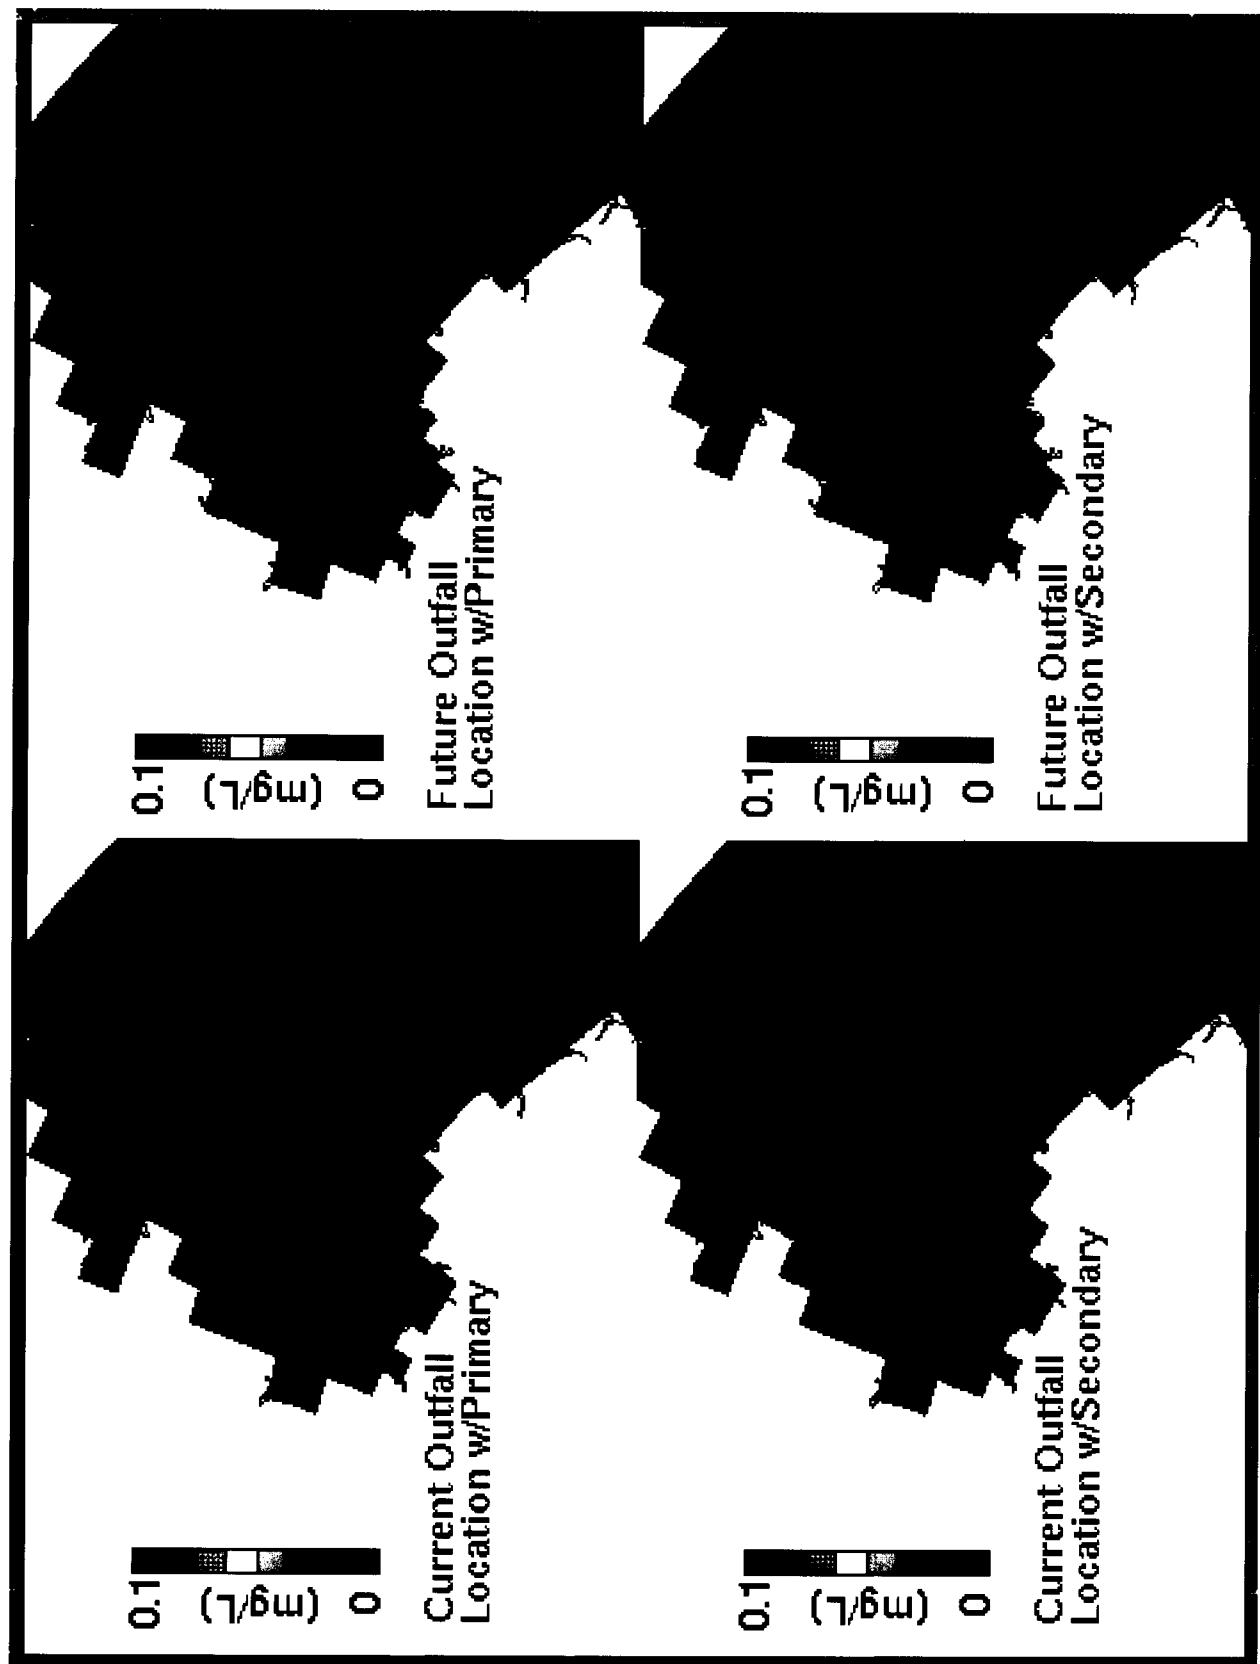 0.1
(mg/L)
0
Current Outfall
Location w/Primary
0.1
(mg/L)
0
Future Outfall
Location w/Primary
0.1
(mg/L)
0
Current Outfall
Location w/Secondary
0.1
(mg/L)
0
Future Outfall
Location w/Secondary